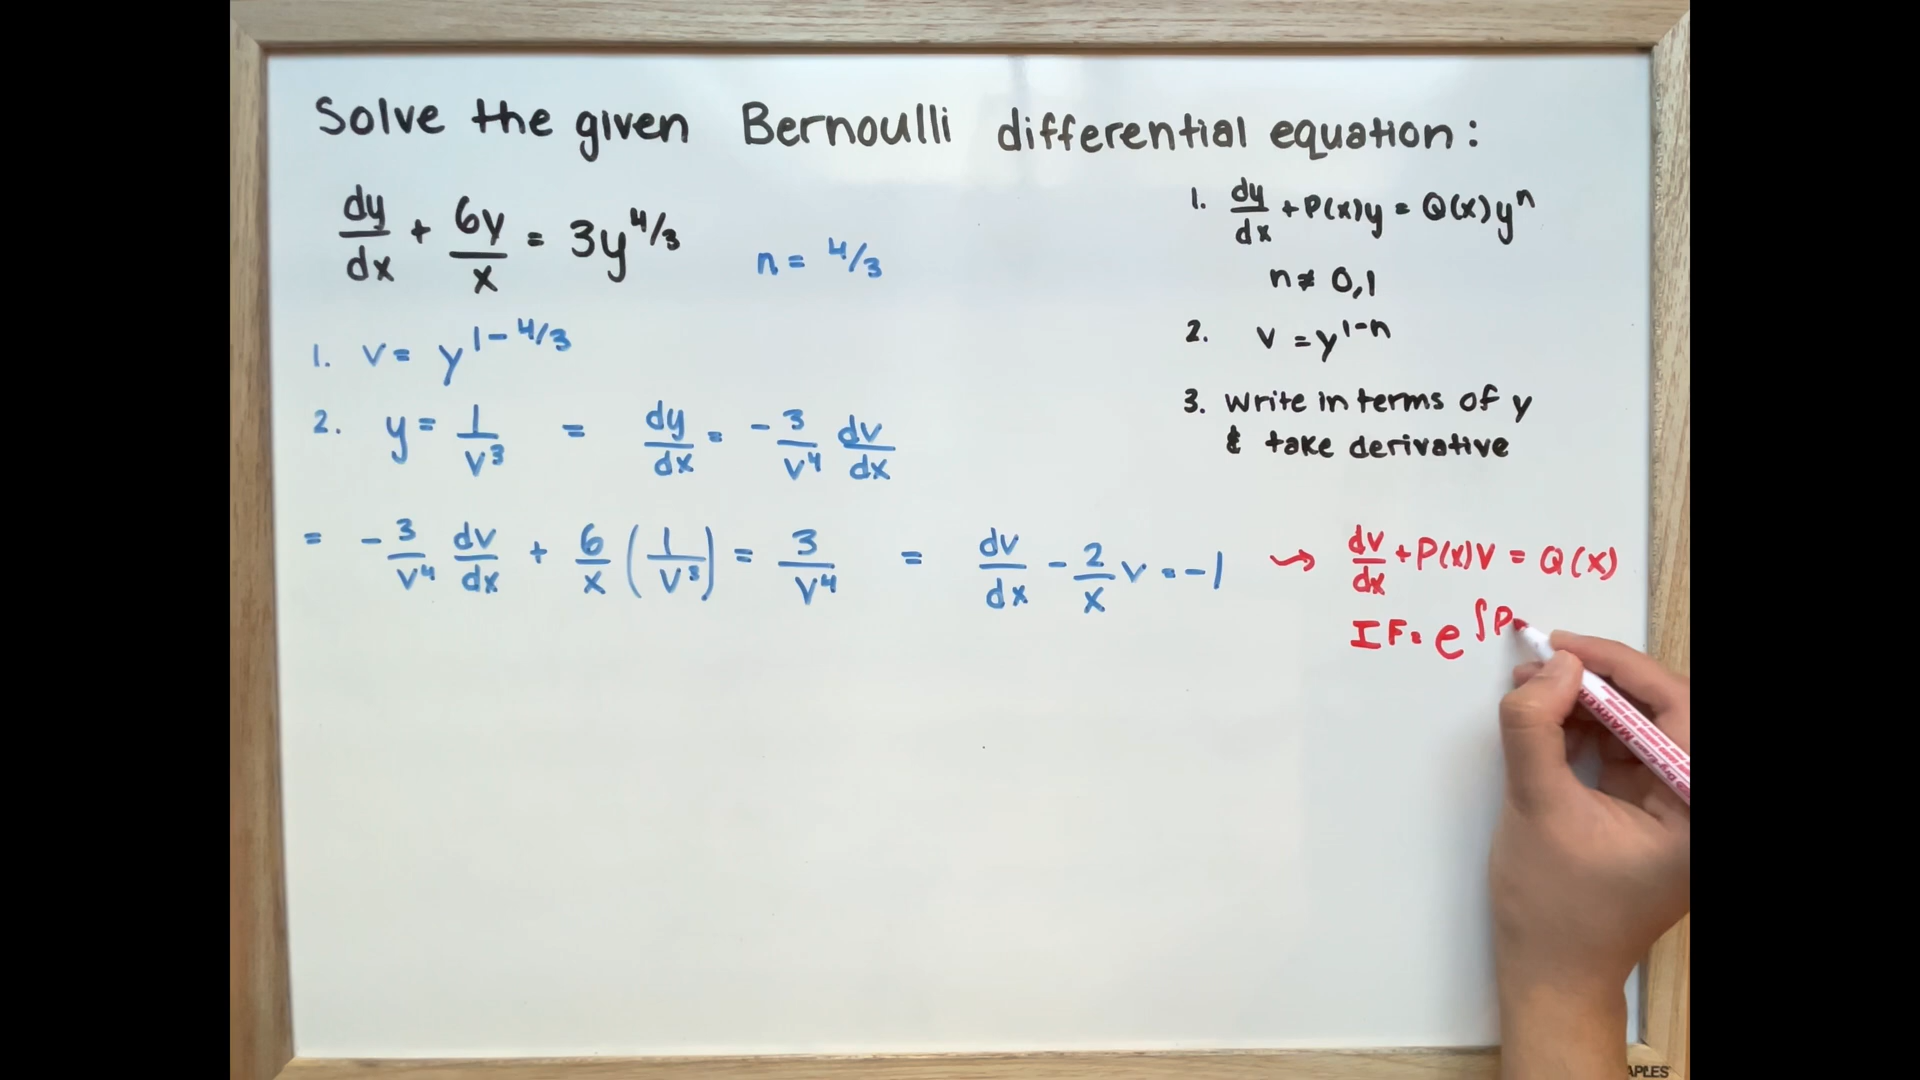 Solve the given Bernoulli differential equation:
dy/dx + 6y/x = 3y^4/3
n = 4/3
1. dy/dx + P(x)y = Q(x)y^n
n ≠ 0,1
2. v = y^1-n
3. Write in terms of y
& take derivative
1. v = y^1-4/3
2. y = 1/v^3 = dy/dx = -3/v^4 dv/dx
= -3/v^4 dv/dx + 6/x (1/v^3) = 3/v^4 = dv/dx - 2/x v = -1 ⇝ dv/dx + P(x)v = Q(x)
IF = e^∫P
MARKER
APLES